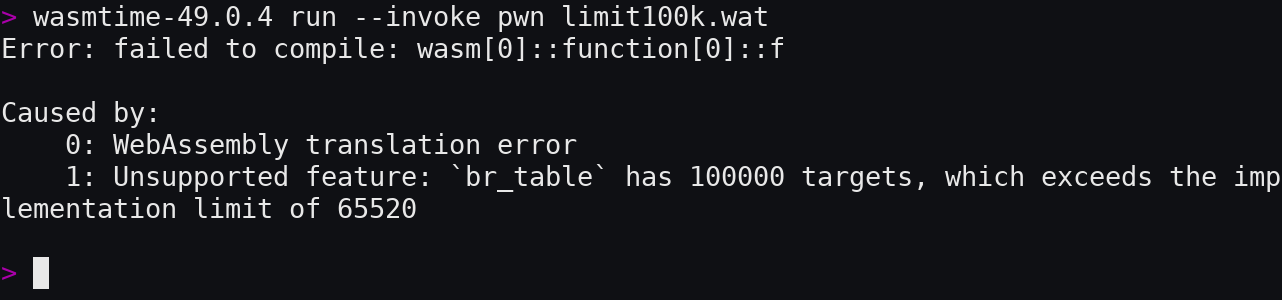 > wasmtime-49.0.4 run --invoke pwn limit100k.wat
Error: failed to compile: wasm[0]::function[0]::f

Caused by:
    0: WebAssembly translation error
    1: Unsupported feature: `br_table` has 100000 targets, which exceeds the imp
lementation limit of 65520

>